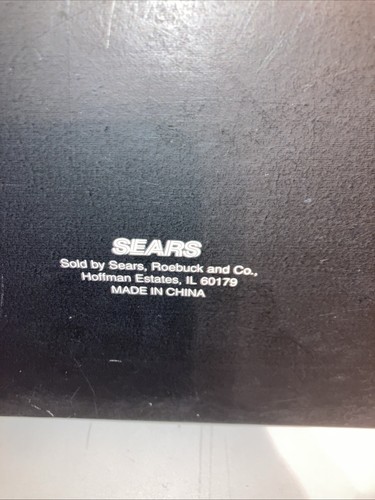 SEARS
Sold by Sears, Roebuck and Co.,
Hoffman Estates, IL 60179
MADE IN CHINA